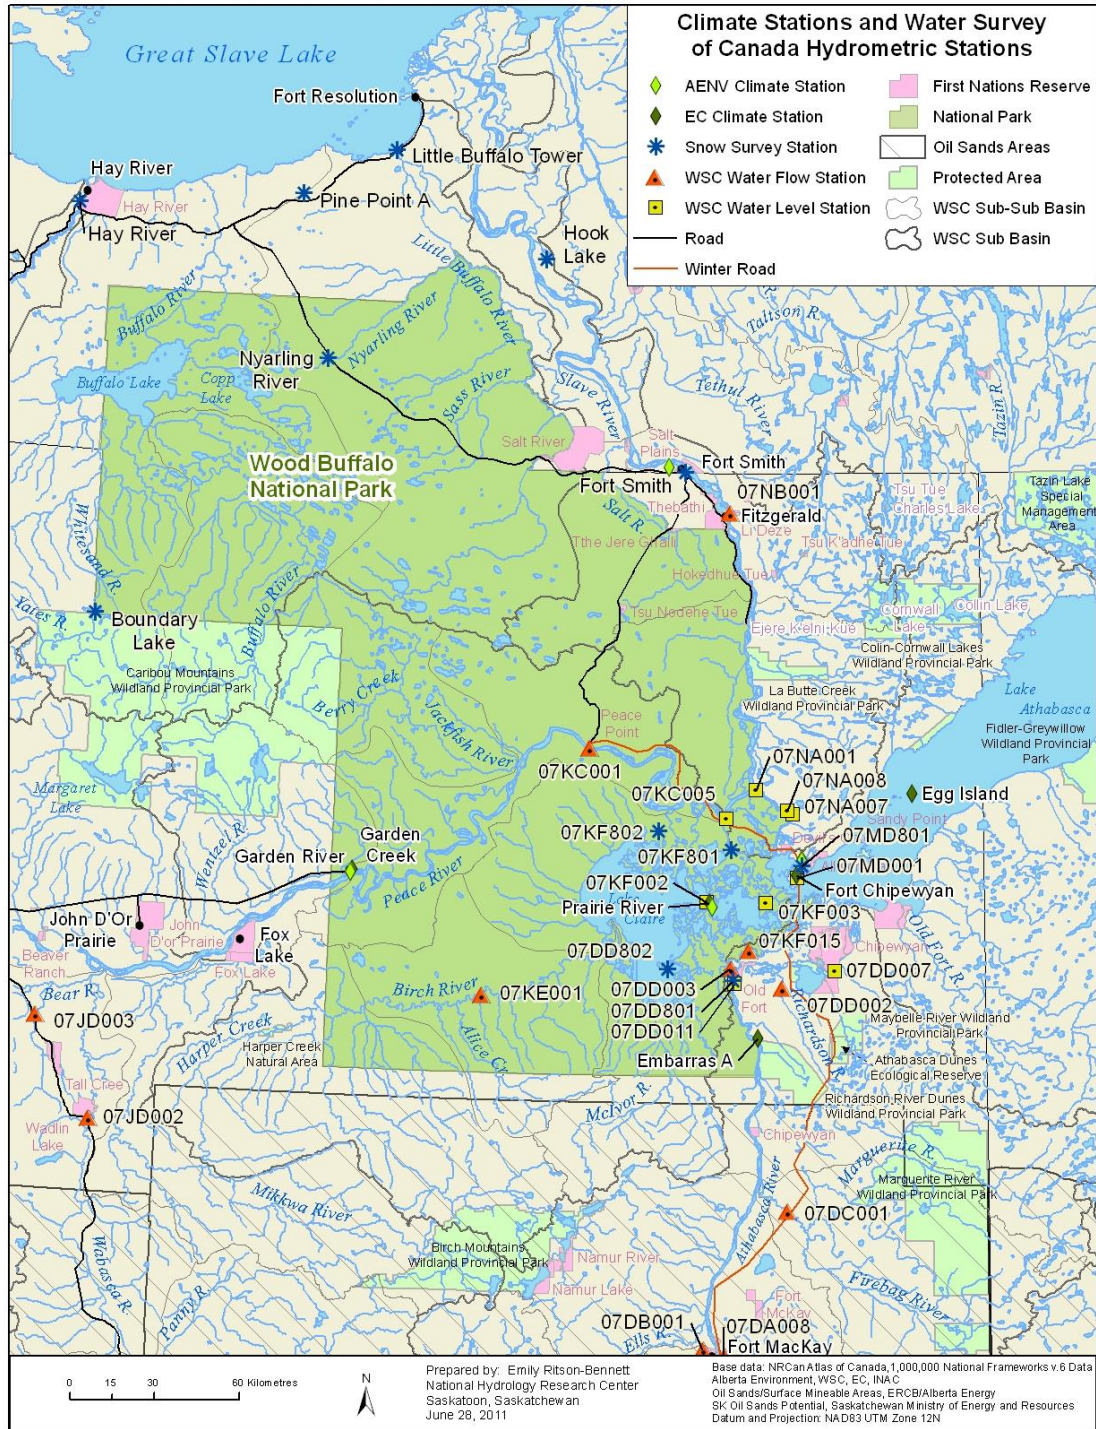 Climate Stations and Water Survey
of Canada Hydrometric Stations
AENV Climate Station
EC Climate Station
Snow Survey Station
WSC Water Flow Station
WSC Water Level Station
Road
Winter Road
First Nations Reserve
National Park
Oil Sands Areas
Protected Area
WSC Sub-Sub Basin
WSC Sub Basin
Great Slave Lake
Fort Resolution
Little Buffalo Tower
Hay River
Hay River
Hay River
Pine Point A
Hook
Lake
Little Buffalo River
Buffalo River
Nyarling River
Taltson R.
Nyarling
River
Buffalo Lake
Copp
Lake
Sass River
Slave River
Tethul River
Tazin R.
Salt River
Salt
Plains
Wood Buffalo
National Park
Fort Smith
Fort Smith
Tazin Lake
Special
Management
Area
07NB001
Fitzgerald
Thebathi
Li Dezé
Tsu Tue
Charles Lake
Salt R.
Tthe Jere Ghaili
Tsu K'adhe Tue
Whitesand R.
Hokedhue Tue
Yates R.
Boundary
Lake
Buffalo River
Tsu Nedehe Tue
Cornwall
Lake
Collin Lake
Ejere K'elni Kue
Colin-Cornwall Lakes
Wildland Provincial Park
Caribou Mountains
Wildland Provincial Park
Berry Creek
La Butte Creek
Wildland Provincial Park
Lake
Athabasca
Jackfish River
Peace
Point
Fidler-Greywillow
Wildland Provincial
Park
07KC001
07NA001
07NA008
07NA007
Margaret
Lake
07KC005
Egg Island
Sandy Point
Wentzel R.
07KF802
07MD801
Garden
Creek
Garden River
07KF801
07MD001
Peace River
Fort Chipewyan
07KF002
Prairie River
Claire
07KF003
John D'Or
Prairie
John
D'or Prairie
Fox
Lake
Fox Lake
Beaver
Ranch
07DD802
07KF015
Chipewyan
Old Fort R.
Bear R.
Birch River
07KE001
07DD003
07DD801
07DD011
Old
Fort
07DD007
07DD002
07JD003
Harper Creek
Harper Creek
Natural Area
Alice Cr.
Richardson R.
Maybelle River Wildland
Provincial Park
Embarras A
Athabasca Dunes
Ecological Reserve
Tall Cree
McIvor R.
Richardson River Dunes
Wildland Provincial Park
07JD002
Wadlin
Lake
Chipewyan
Marguerite R.
Mikkwa River
Marguerite River
Wildland Provincial Park
Athabasca River
07DC001
Wabasca R.
Birch Mountains
Wildland Provincial Park
Namur River
Namur Lake
Firebag River
Panny R.
Fort
McKay
07DB001
07DA008
Ells R.
Fort MacKay
0 15 30 60 Kilometres
N
Prepared by: Emily Ritson-Bennett
National Hydrology Research Center
Saskatoon, Saskatchewan
June 28, 2011
Base data: NRCan Atlas of Canada,1,000,000 National Frameworks v.6 Data
Alberta Environment, WSC, EC, INAC
Oil Sands/Surface Mineable Areas, ERCB/Alberta Energy
SK Oil Sands Potential, Saskatchewan Ministry of Energy and Resources
Datum and Projection: NAD83 UTM Zone 12N